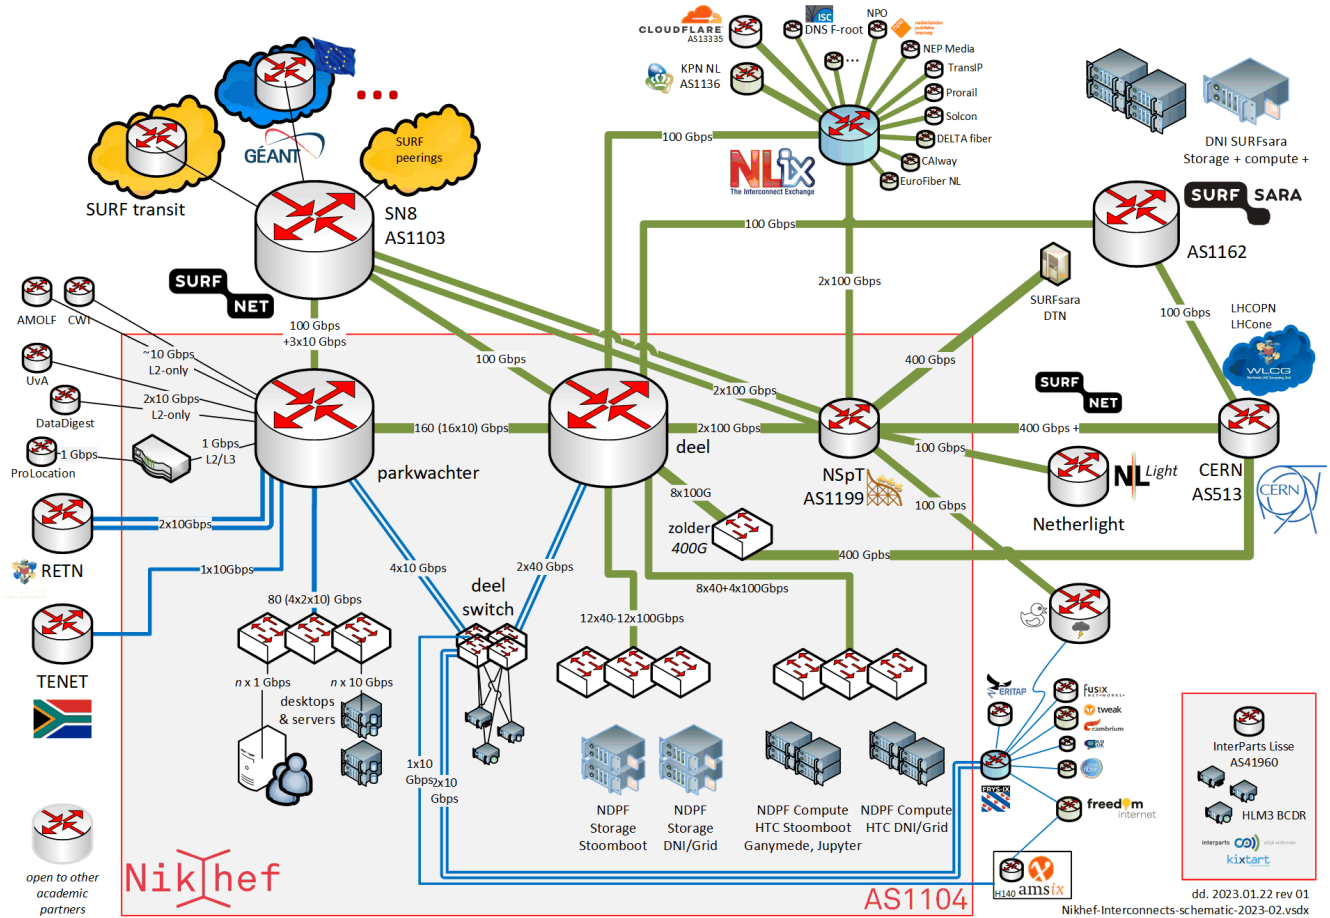 CLOUDFLARE
AS13335
ISC
DNS F-root
NPO
nederlandse
publieke
omroep
NEP Media
TransIP
Prorail
Solcon
DELTA fiber
CAIway
EuroFiber NL
...
KPN NL
AS1136
100 Gbps
NLix
The Interconnect Exchange
DNI SURFsara
Storage + compute +
GÉANT
SURF
peerings
SURF transit
SN8
AS1103
SURF
NET
100 Gbps
SURF SARA
AS1162
2x100 Gbps
SURFsara
DTN
100 Gbps
LHCOPN
LHCone
WLCG
AMOLF
CWI
100 Gbps
+3x10 Gbps
~10 Gbps
L2-only
UvA
2x10 Gbps
L2-only
DataDigest
100 Gbps
400 Gbps
2x100 Gbps
SURF
NET
160 (16x10) Gbps
2x100 Gbps
400 Gbps +
1 Gbps
ProLocation
1 Gbps,
L2/L3
parkwachter
deel
NSpT
AS1199
100 Gbps
NL Light
Netherlight
CERN
AS513
CERN
8x100G
zolder
400G
100 Gbps
400 Gpbs
2x10Gbps
RETN
1x10Gbps
TENET
4x10 Gbps
2x40 Gbps
deel
switch
80 (4x2x10) Gbps
8x40+4x100Gbps
12x40-12x100Gbps
n x 1 Gbps
n x 10 Gbps
desktops
& servers
1x10
Gbps
2x10
Gbps
NDPF
Storage
Stoomboot
NDPF
Storage
DNI/Grid
NDPF Compute
HTC Stoomboot
Ganymede, Jupyter
NDPF Compute
HTC DNI/Grid
ERITAP
fusix
NETWORKS
tweak
cambrium
FRYS-IX
freedom
internet
H140
amsix
InterParts Lisse
AS41960
HLM3 BCDR
interparts
kixtart
open to other
academic
partners
Nikhef
AS1104
dd. 2023.01.22 rev 01
Nikhef-Interconnects-schematic-2023-02.vsdx